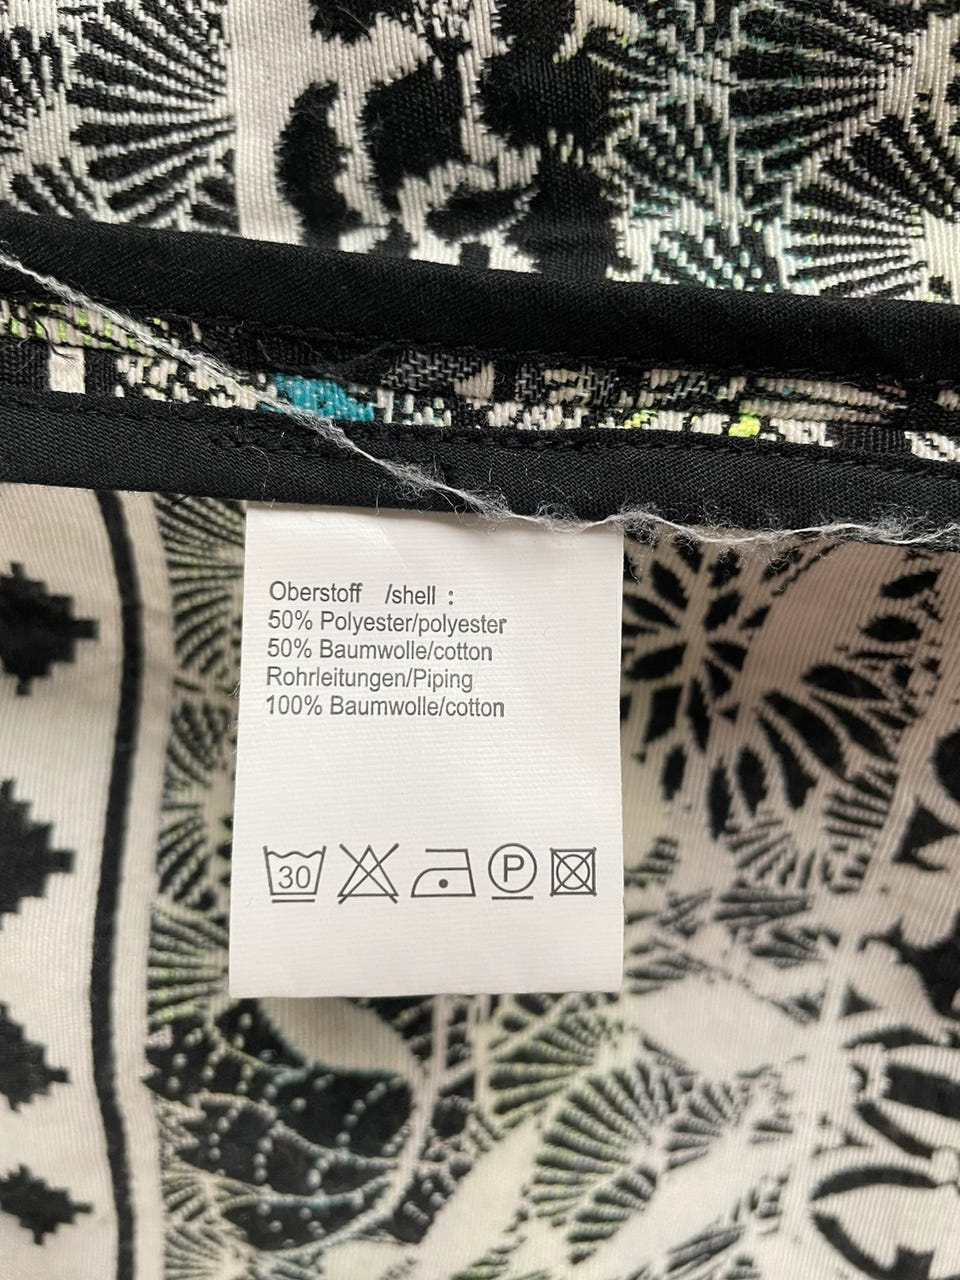 Oberstoff /shell :
50% Polyester/polyester
50% Baumwolle/cotton
Rohrleitungen/Piping
100% Baumwolle/cotton
30 P